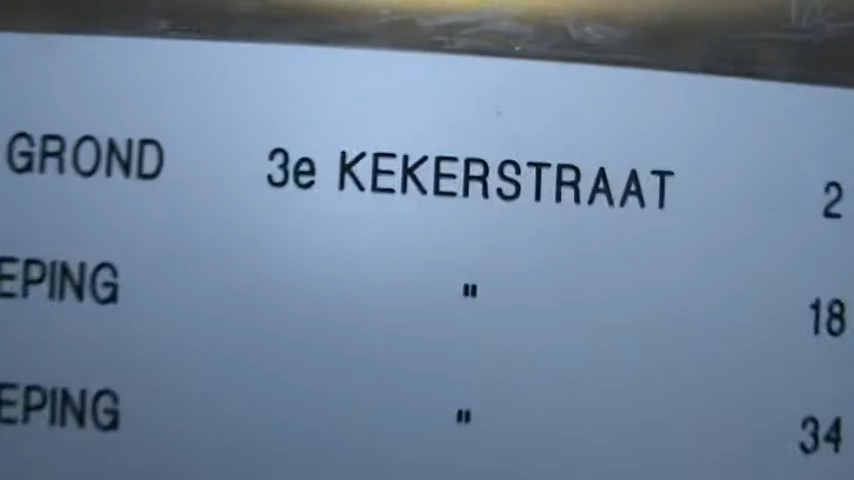 GROND 3e KEKERSTRAAT 2
EPING " 18
EPING " 34